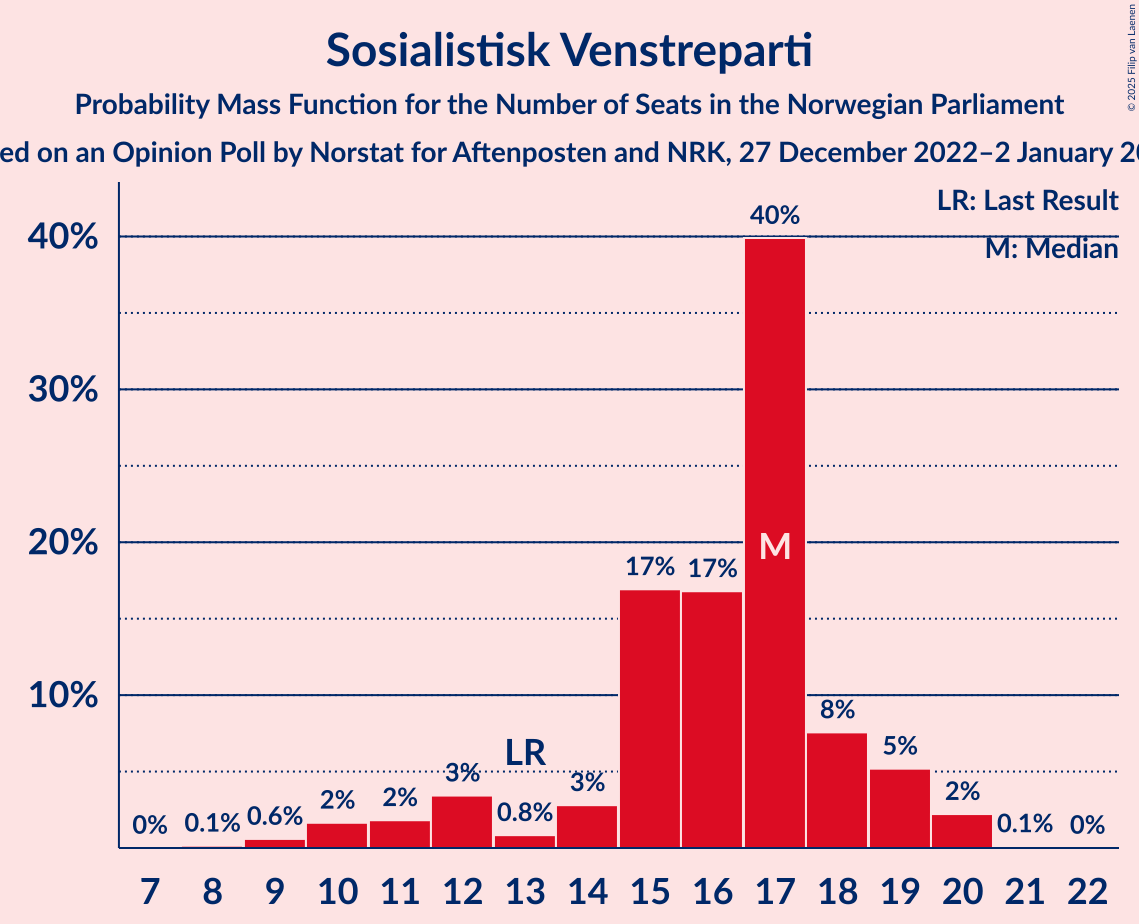 Sosialistisk Venstreparti
Probability Mass Function for the Number of Seats in the Norwegian Parliament
ed on an Opinion Poll by Norstat for Aftenposten and NRK, 27 December 2022–2 January 20
© 2025 Filip van Laenen
LR: Last Result
M: Median
40%
30%
20%
10%
0% 0.1% 0.6% 2% 2% 3% 0.8% 3% 17% 17% 40% 8% 5% 2% 0.1% 0%
LR
M
7 8 9 10 11 12 13 14 15 16 17 18 19 20 21 22